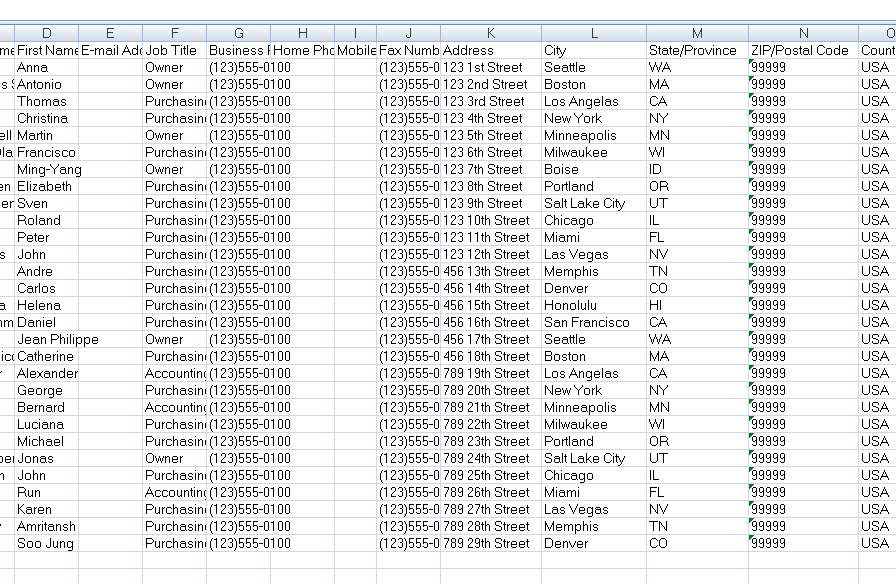 D E F G H I J K L M N O
me First Name E-mail Add Job Title Business Home Pho Mobile Fax Numb Address City State/Province ZIP/Postal Code Count
Anna Owner (123)555-0100 (123)555-0 123 1st Street Seattle WA 99999 USA
s Antonio Owner (123)555-0100 (123)555-0 123 2nd Street Boston MA 99999 USA
Thomas Purchasin (123)555-0100 (123)555-0 123 3rd Street Los Angelas CA 99999 USA
Christina Purchasin (123)555-0100 (123)555-0 123 4th Street New York NY 99999 USA
ell Martin Owner (123)555-0100 (123)555-0 123 5th Street Minneapolis MN 99999 USA
Francisco Purchasin (123)555-0100 (123)555-0 123 6th Street Milwaukee WI 99999 USA
Ming-Yang Owner (123)555-0100 (123)555-0 123 7th Street Boise ID 99999 USA
en Elizabeth Purchasin (123)555-0100 (123)555-0 123 8th Street Portland OR 99999 USA
er Sven Purchasin (123)555-0100 (123)555-0 123 9th Street Salt Lake City UT 99999 USA
Roland Purchasin (123)555-0100 (123)555-0 123 10th Street Chicago IL 99999 USA
Peter Purchasin (123)555-0100 (123)555-0 123 11th Street Miami FL 99999 USA
s John Purchasin (123)555-0100 (123)555-0 123 12th Street Las Vegas NV 99999 USA
Andre Purchasin (123)555-0100 (123)555-0 456 13th Street Memphis TN 99999 USA
Carlos Purchasin (123)555-0100 (123)555-0 456 14th Street Denver CO 99999 USA
a Helena Purchasin (123)555-0100 (123)555-0 456 15th Street Honolulu HI 99999 USA
Daniel Purchasin (123)555-0100 (123)555-0 456 16th Street San Francisco CA 99999 USA
Jean Philippe Owner (123)555-0100 (123)555-0 456 17th Street Seattle WA 99999 USA
Catherine Purchasin (123)555-0100 (123)555-0 456 18th Street Boston MA 99999 USA
r Alexander Accounting (123)555-0100 (123)555-0 789 19th Street Los Angelas CA 99999 USA
George Purchasin (123)555-0100 (123)555-0 789 20th Street New York NY 99999 USA
Bernard Accounting (123)555-0100 (123)555-0 789 21th Street Minneapolis MN 99999 USA
Luciana Purchasin (123)555-0100 (123)555-0 789 22th Street Milwaukee WI 99999 USA
Michael Purchasin (123)555-0100 (123)555-0 789 23th Street Portland OR 99999 USA
Jonas Owner (123)555-0100 (123)555-0 789 24th Street Salt Lake City UT 99999 USA
n John Purchasin (123)555-0100 (123)555-0 789 25th Street Chicago IL 99999 USA
Run Accounting (123)555-0100 (123)555-0 789 26th Street Miami FL 99999 USA
Karen Purchasin (123)555-0100 (123)555-0 789 27th Street Las Vegas NV 99999 USA
Amritansh Purchasin (123)555-0100 (123)555-0 789 28th Street Memphis TN 99999 USA
Soo Jung Purchasin (123)555-0100 (123)555-0 789 29th Street Denver CO 99999 USA